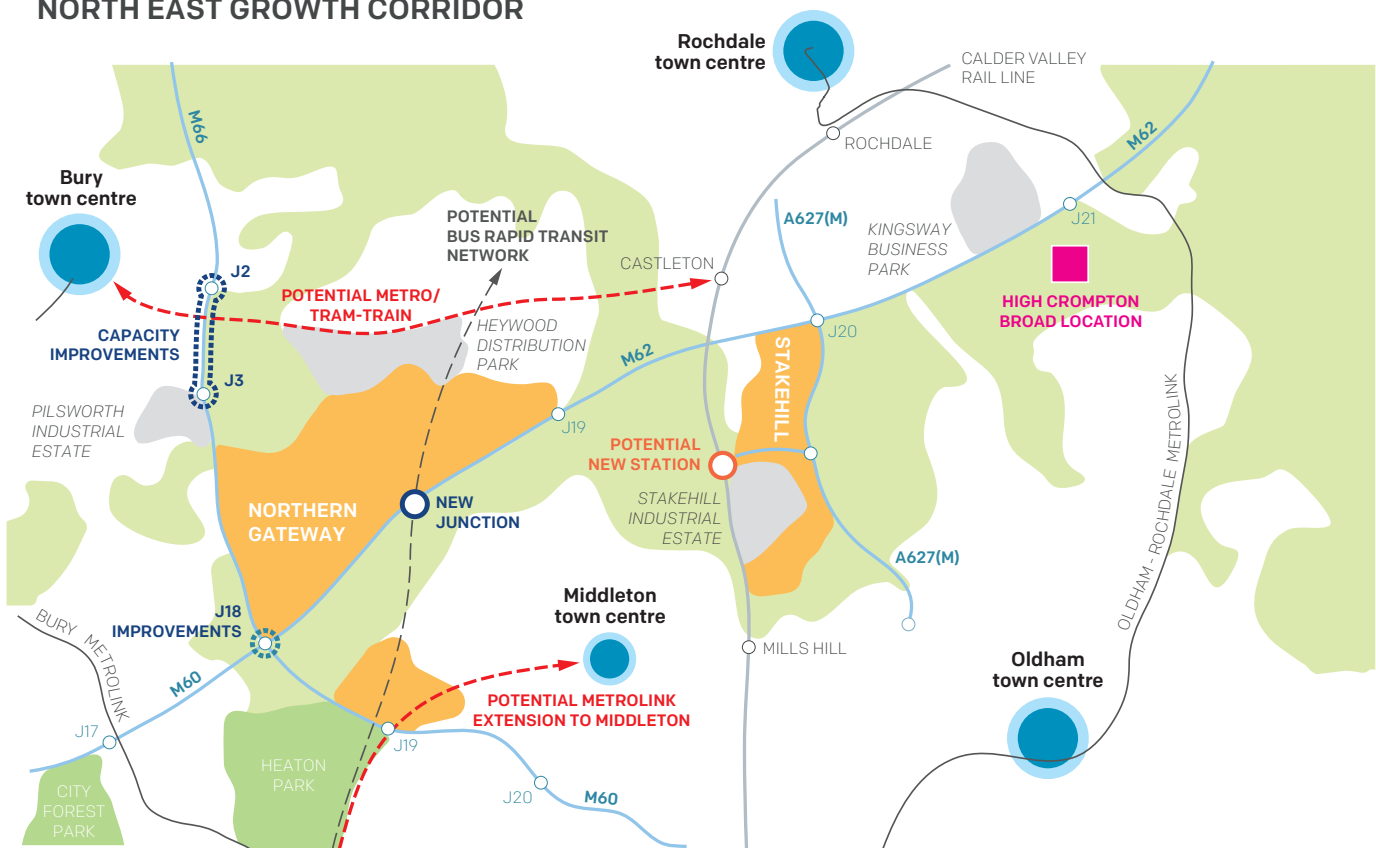 NORTH EAST GROWTH CORRIDOR
Rochdale
town centre
CALDER VALLEY
RAIL LINE
M66
M62
ROCHDALE
Bury
town centre
POTENTIAL
BUS RAPID TRANSIT
NETWORK
A627(M)
J21
KINGSWAY
BUSINESS
PARK
CASTLETON
J2
POTENTIAL METRO/
TRAM-TRAIN
HIGH CROMPTON
BROAD LOCATION
CAPACITY
IMPROVEMENTS
HEYWOOD
DISTRIBUTION
PARK
J20
M62
STAKEHILL
J3
PILSWORTH
INDUSTRIAL
ESTATE
J19
POTENTIAL
NEW STATION
OLDHAM - ROCHDALE METROLINK
NORTHERN
GATEWAY
NEW
JUNCTION
STAKEHILL
INDUSTRIAL
ESTATE
A627(M)
J18
IMPROVEMENTS
Middleton
town centre
BURY METROLINK
MILLS HILL
Oldham
town centre
M60
POTENTIAL METROLINK
EXTENSION TO MIDDLETON
J17
J19
HEATON
PARK
CITY
FOREST
PARK
J20
M60